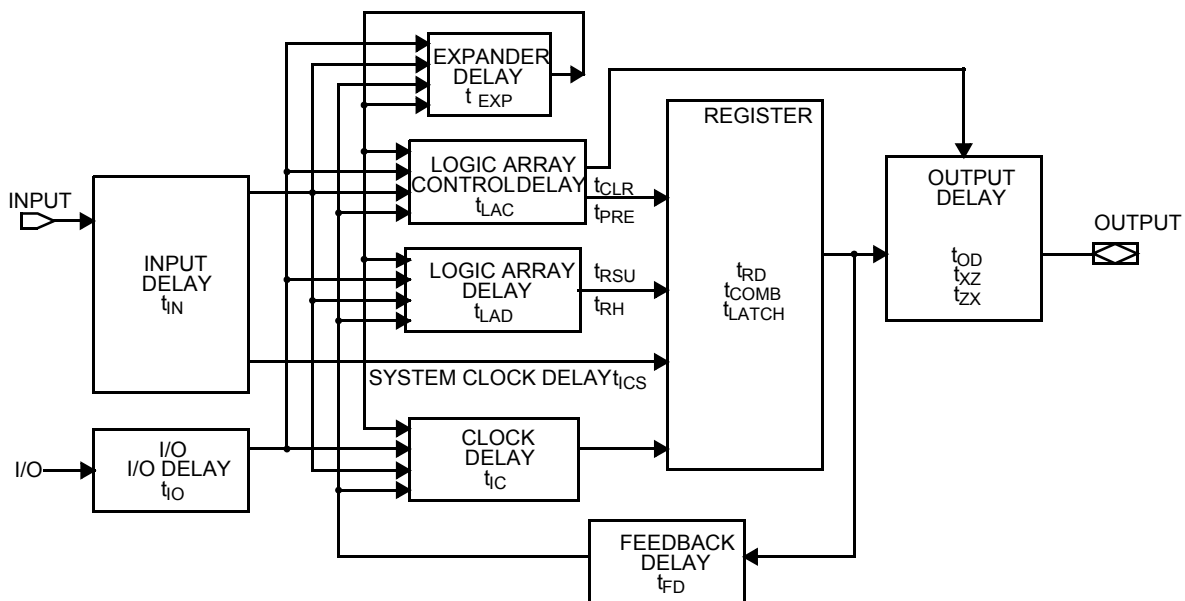 EXPANDER
DELAY
t EXP
REGISTER
LOGIC ARRAY
CONTROLDELAY
tLAC
tCLR
tPRE
OUTPUT
DELAY
tOD
tXZ
tZX
INPUT
OUTPUT
INPUT
DELAY
tIN
LOGIC ARRAY
DELAY
tLAD
tRSU
tRH
tRD
tCOMB
tLATCH
SYSTEM CLOCK DELAYtICS
CLOCK
DELAY
tIC
I/O
I/O
I/O DELAY
tIO
FEEDBACK
DELAY
tFD